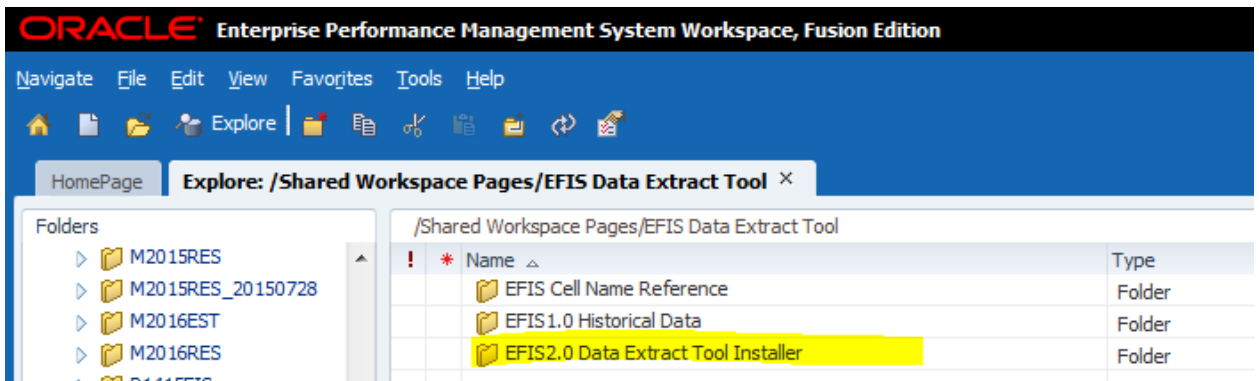 ORACLE Enterprise Performance Management System Workspace, Fusion Edition
Navigate File Edit View Favorites Tools Help
Explore
HomePage Explore: /Shared Workspace Pages/EFIS Data Extract Tool ×
Folders
/Shared Workspace Pages/EFIS Data Extract Tool
M2015RES
! * Name Type
M2015RES_20150728
EFIS Cell Name Reference Folder
M2016EST
EFIS1.0 Historical Data Folder
M2016RES
EFIS2.0 Data Extract Tool Installer Folder